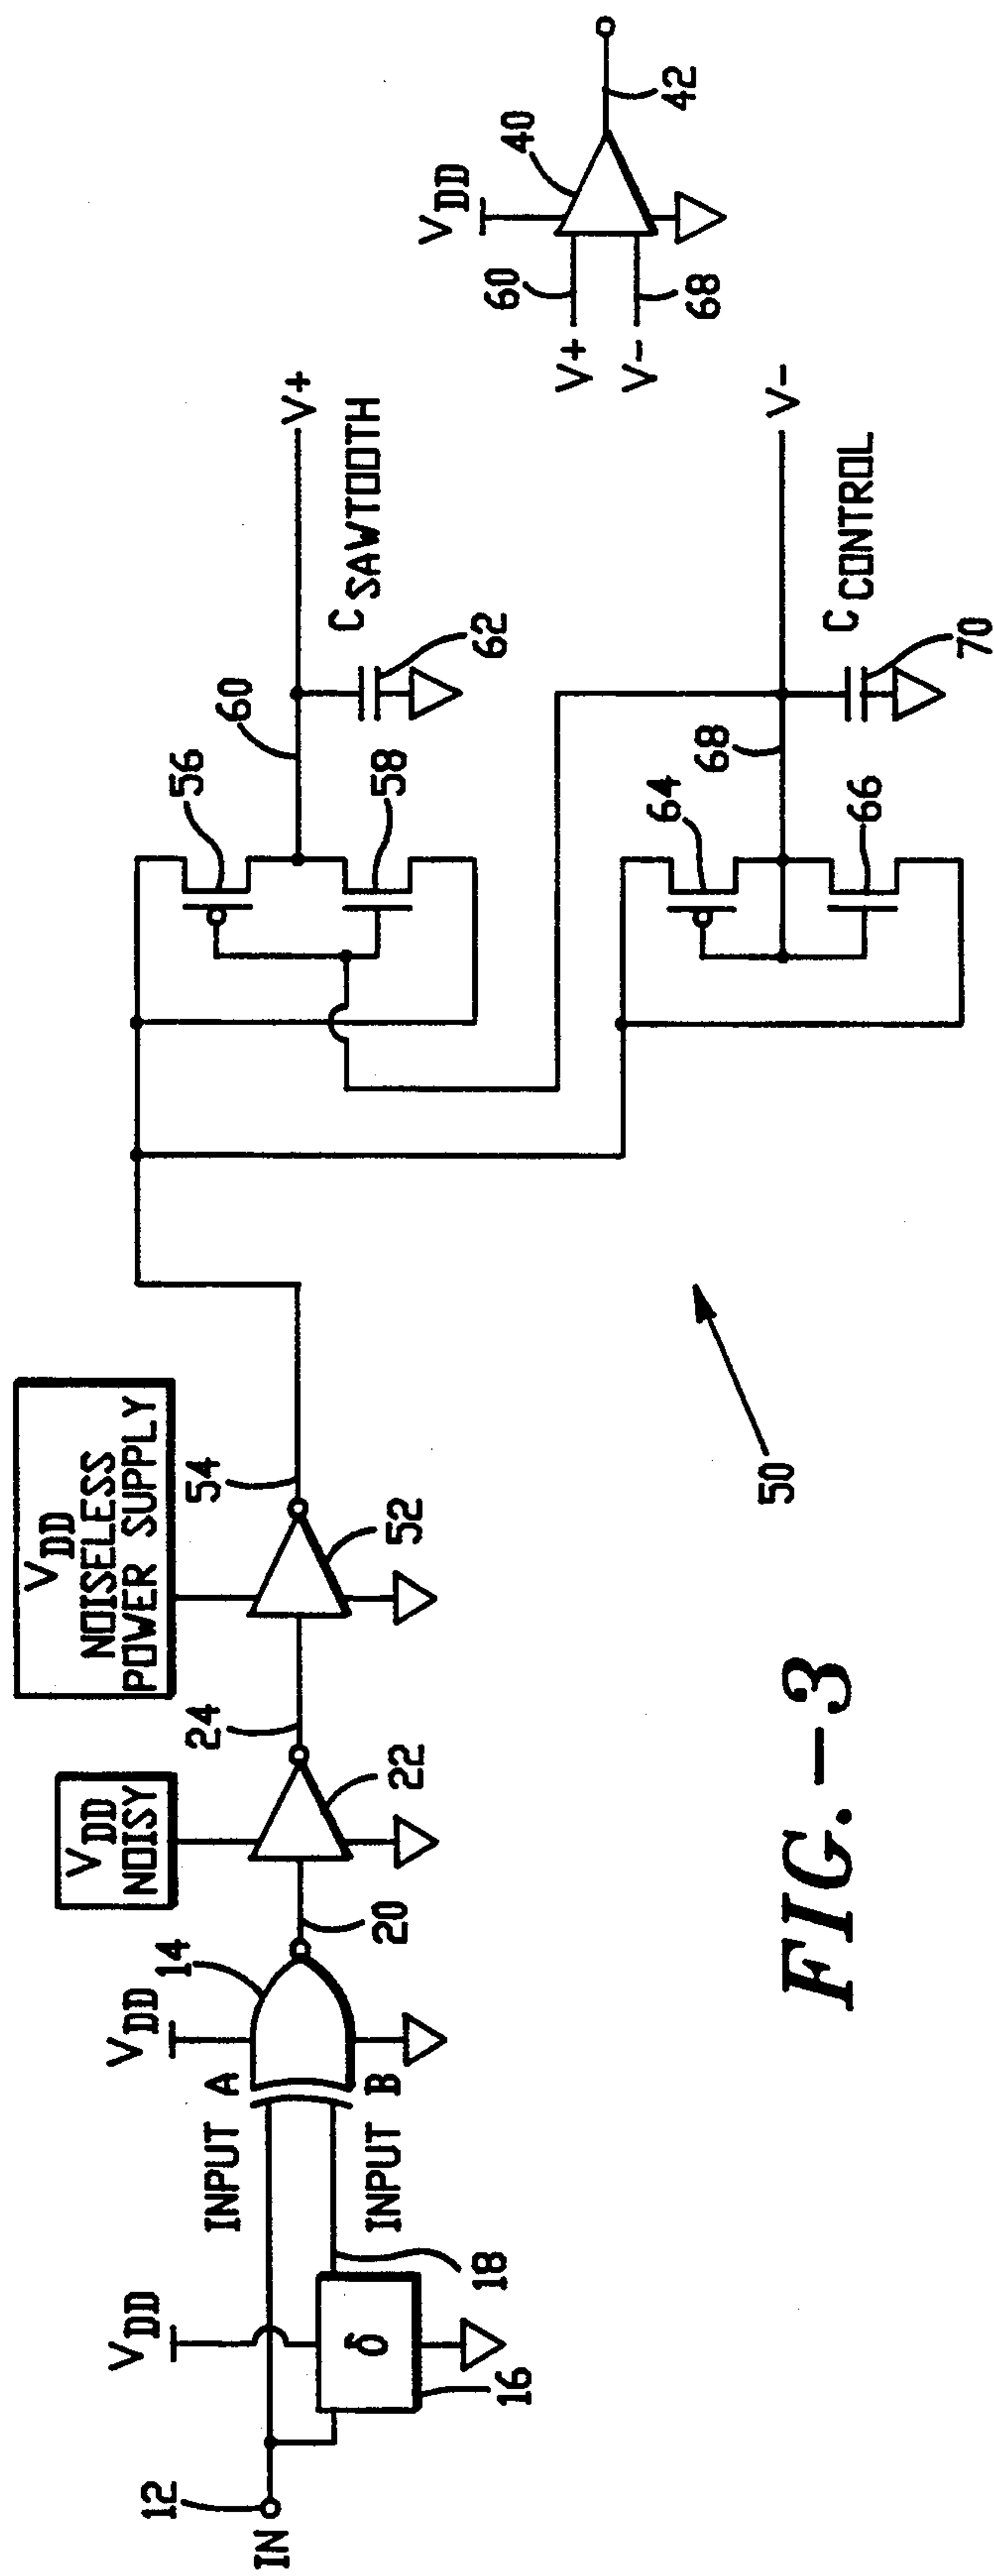 IN
12
V DD
δ
16
18
INPUT A
INPUT B
V DD
14
20
V DD
NOISY
22
24
V DD
NOISELESS
POWER SUPPLY
52
54
56
58
60
62
C SAWTOOTH
V+
64
66
68
70
C CONTROL
V-
V DD
40
60
V+
V-
68
42
50
FIG.-3